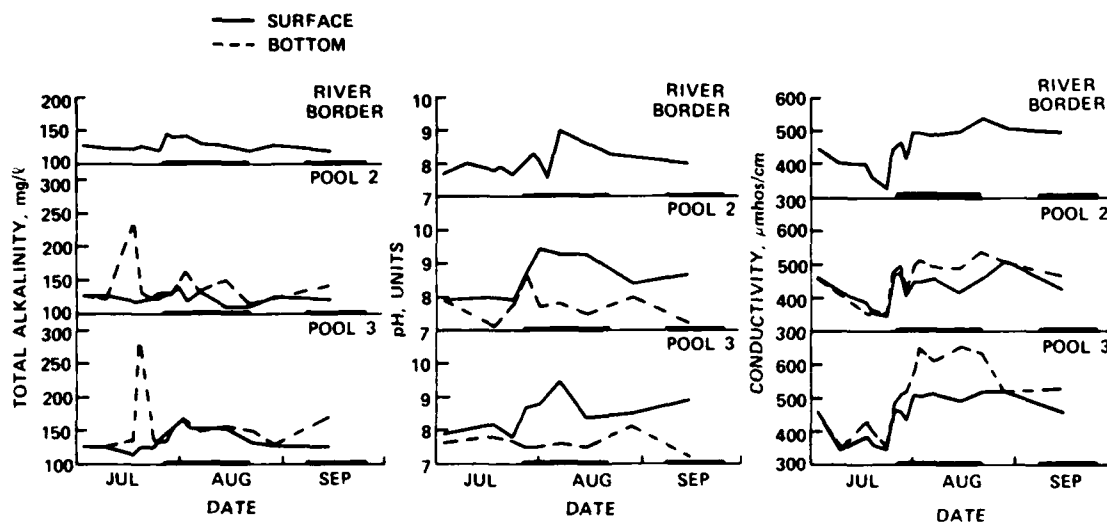 SURFACE
BOTTOM
TOTAL ALKALINITY, mg/ℓ
200
150
100
RIVER
BORDER
300
250
200
150
100
POOL 2
300
250
200
150
100
POOL 3
JUL AUG SEP
DATE
pH, UNITS
10
9
8
7
RIVER
BORDER
9
8
7
POOL 2
10
9
8
7
POOL 3
JUL AUG SEP
DATE
CONDUCTIVITY, μmhos/cm
600
500
400
300
RIVER
BORDER
500
400
300
POOL 2
600
500
400
300
POOL 3
JUL AUG SEP
DATE